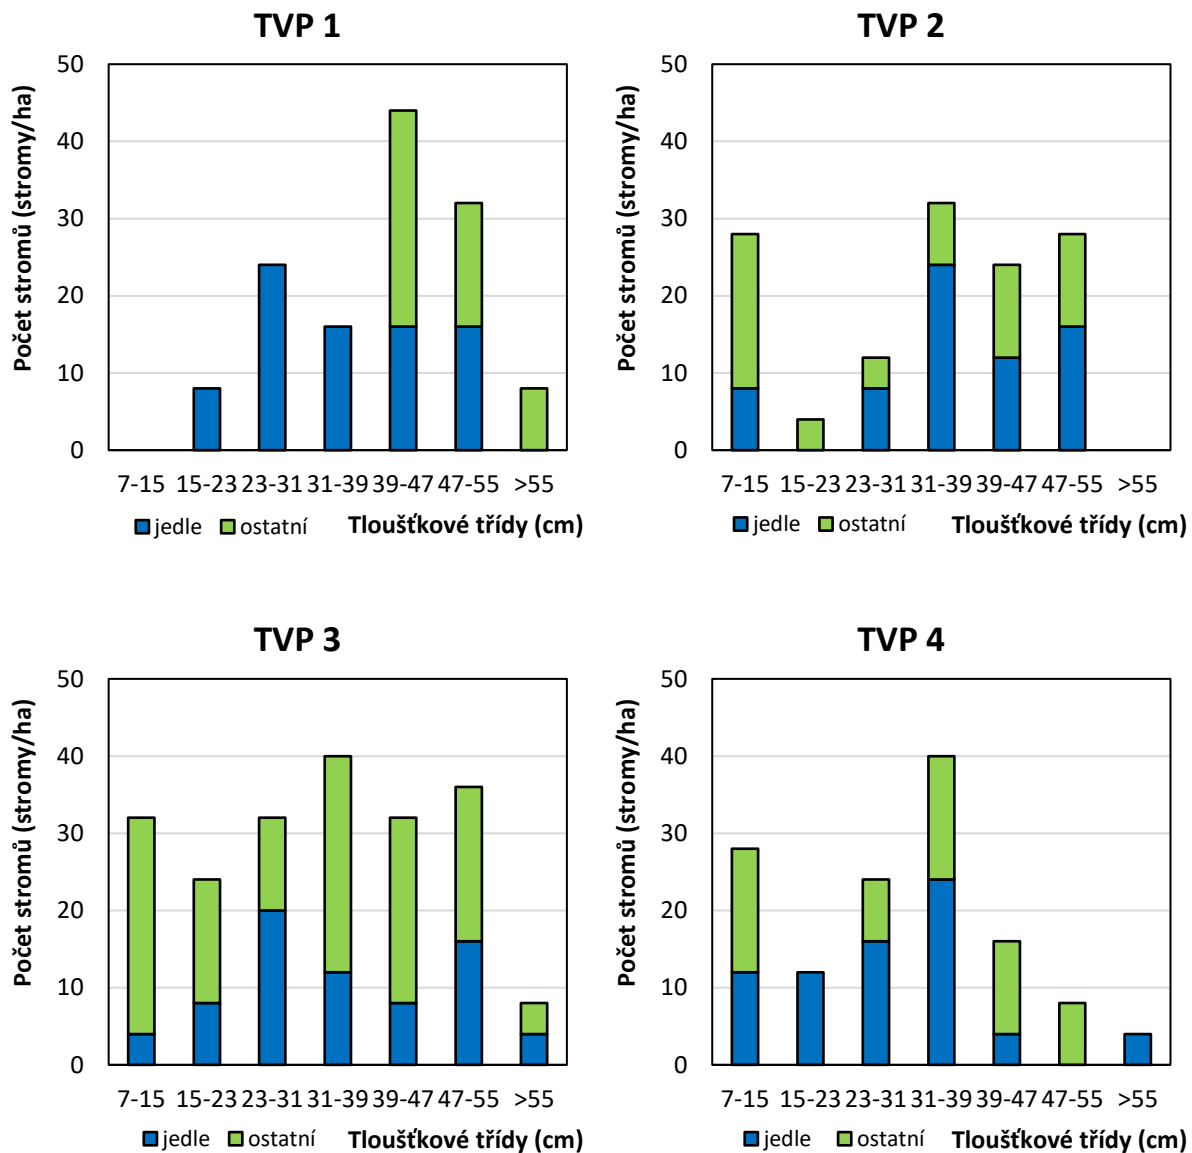 TVP 1
Počet stromů (stromy/ha)
50
40
30
20
10
0
7-15 15-23 23-31 31-39 39-47 47-55 >55
jedle ostatní Tloušťkové třídy (cm)
TVP 2
Počet stromů (stromy/ha)
50
40
30
20
10
0
7-15 15-23 23-31 31-39 39-47 47-55 >55
jedle ostatní Tloušťkové třídy (cm)
TVP 3
Počet stromů (stromy/ha)
50
40
30
20
10
0
7-15 15-23 23-31 31-39 39-47 47-55 >55
jedle ostatní Tloušťkové třídy (cm)
TVP 4
Počet stromů (stromy/ha)
50
40
30
20
10
0
7-15 15-23 23-31 31-39 39-47 47-55 >55
jedle ostatní Tloušťkové třídy (cm)